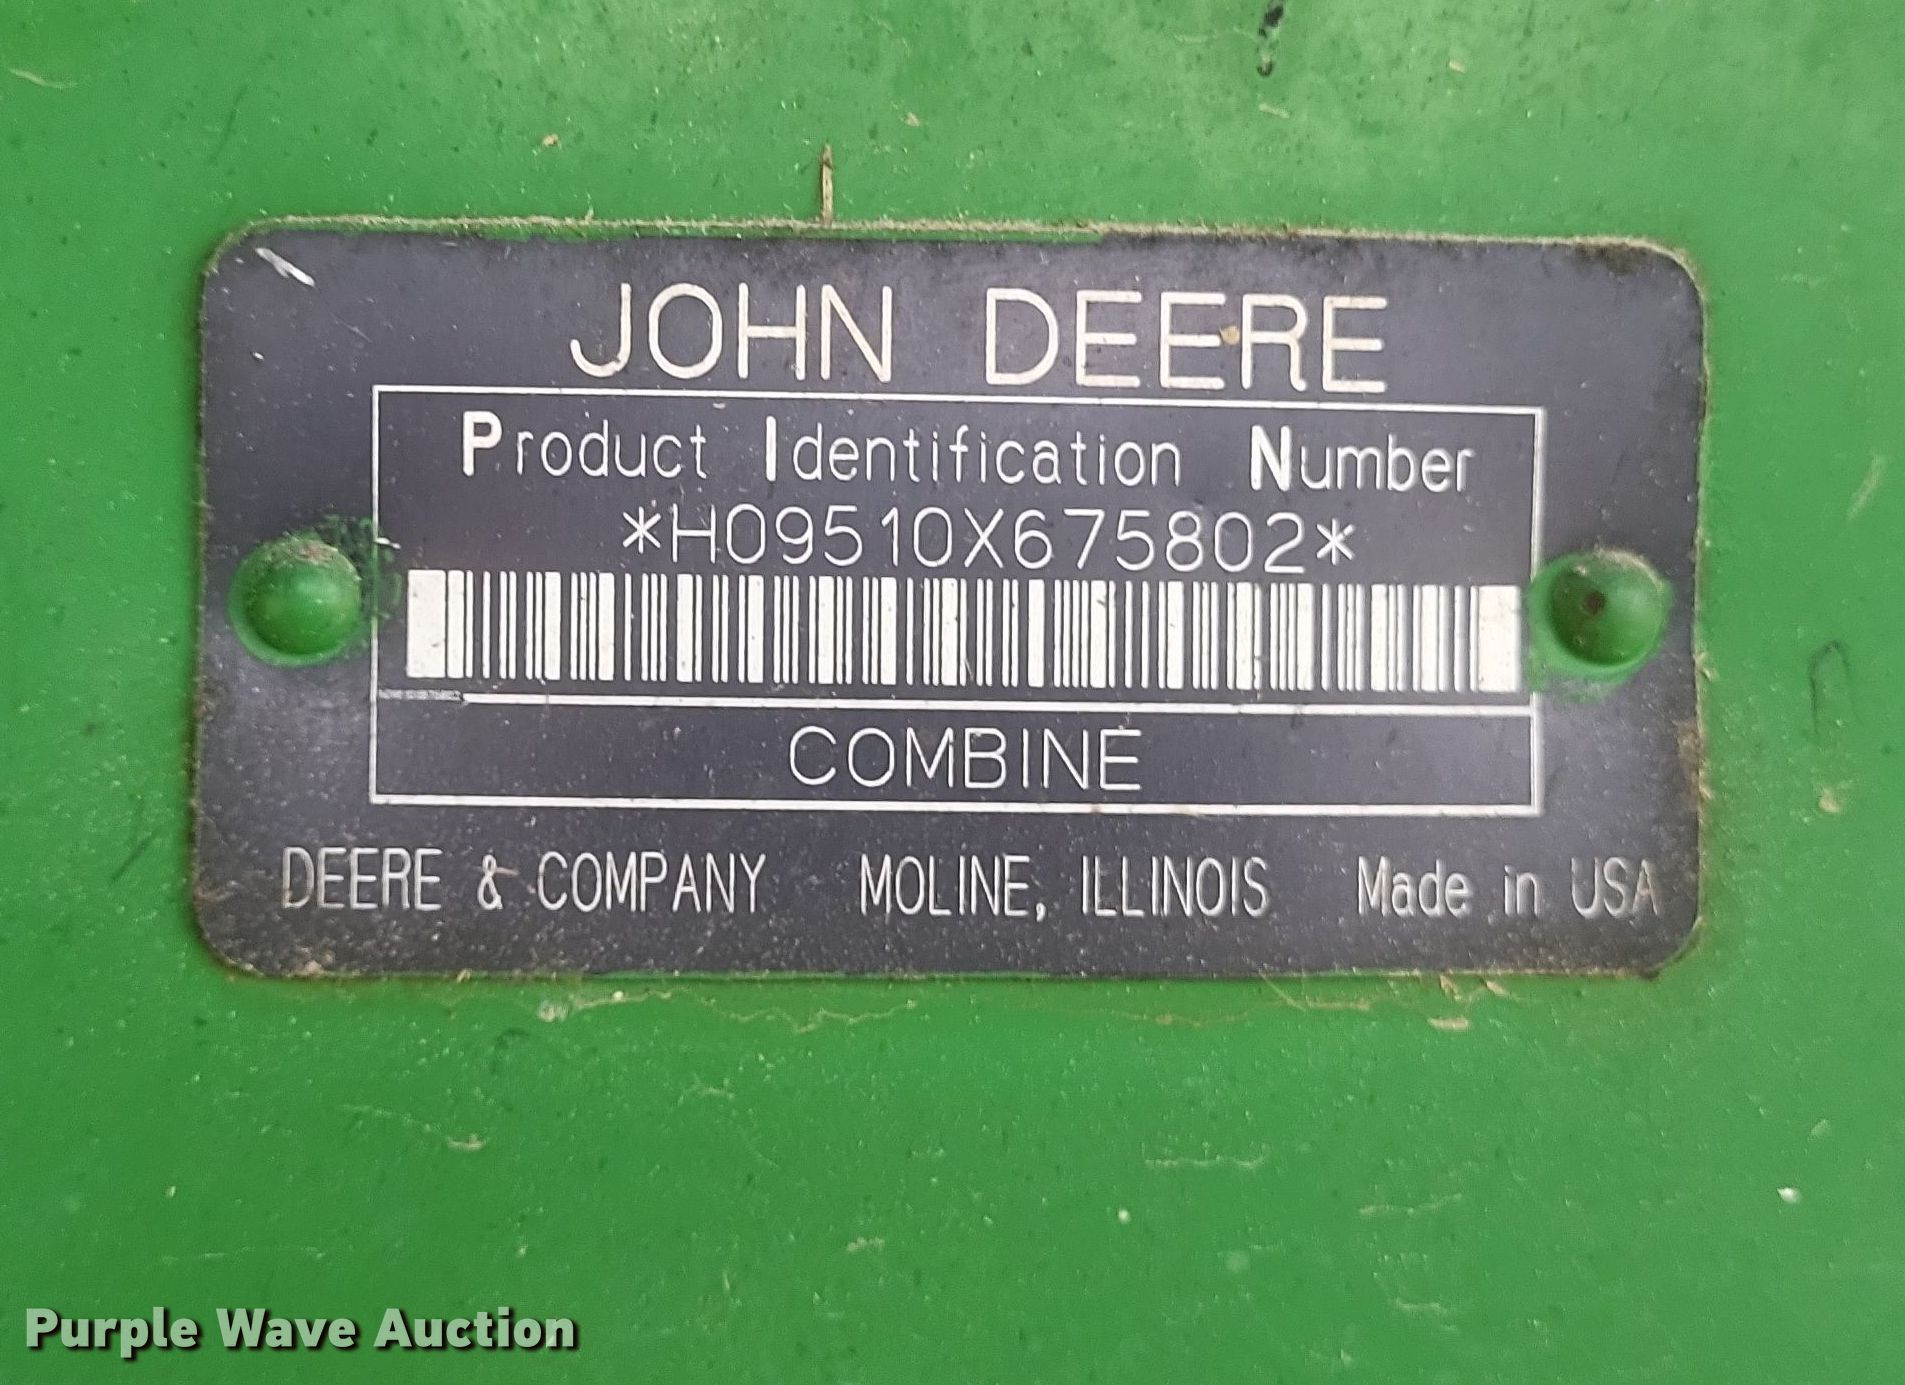 JOHN DEERE
Product Identification Number
*H09510X675802*
COMBINE
DEERE & COMPANY MOLINE, ILLINOIS Made in USA
Purple Wave Auction